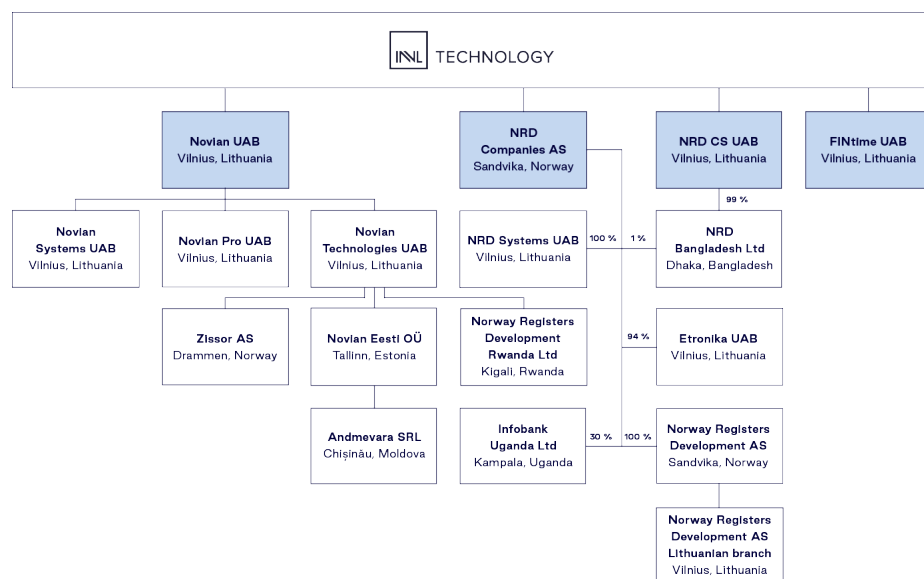 INVL TECHNOLOGY
Novian UAB
Vilnius, Lithuania
NRD
Companies AS
Sandvika, Norway
NRD CS UAB
Vilnius, Lithuania
FINtime UAB
Vilnius, Lithuania
99 %
Novian
Systems UAB
Vilnius, Lithuania
Novian Pro UAB
Vilnius, Lithuania
Novian
Technologies UAB
Vilnius, Lithuania
NRD Systems UAB
Vilnius, Lithuania
100 %
1 %
NRD
Bangladesh Ltd
Dhaka, Bangladesh
Zissor AS
Drammen, Norway
Novian Eesti OÜ
Tallinn, Estonia
Norway Registers
Development
Rwanda Ltd
Kigali, Rwanda
94 %
Etronika UAB
Vilnius, Lithuania
Andmevara SRL
Chișinău, Moldova
Infobank
Uganda Ltd
Kampala, Uganda
30 %
100 %
Norway Registers
Development AS
Sandvika, Norway
Norway Registers
Development AS
Lithuanian branch
Vilnius, Lithuania